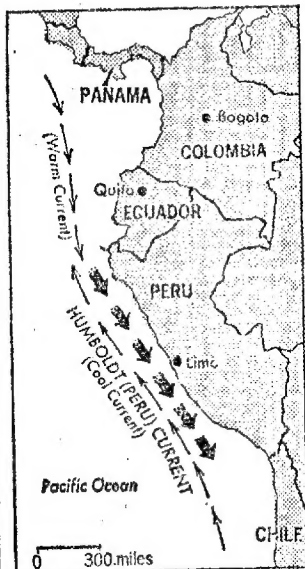 PANAMA
Bogota
COLOMBIA
(Warm Current)
Quito
ECUADOR
PERU
Lima
HUMBOLDT (PERU) CURRENT
(Cool Current)
Pacific Ocean
CHILE
0 300 miles